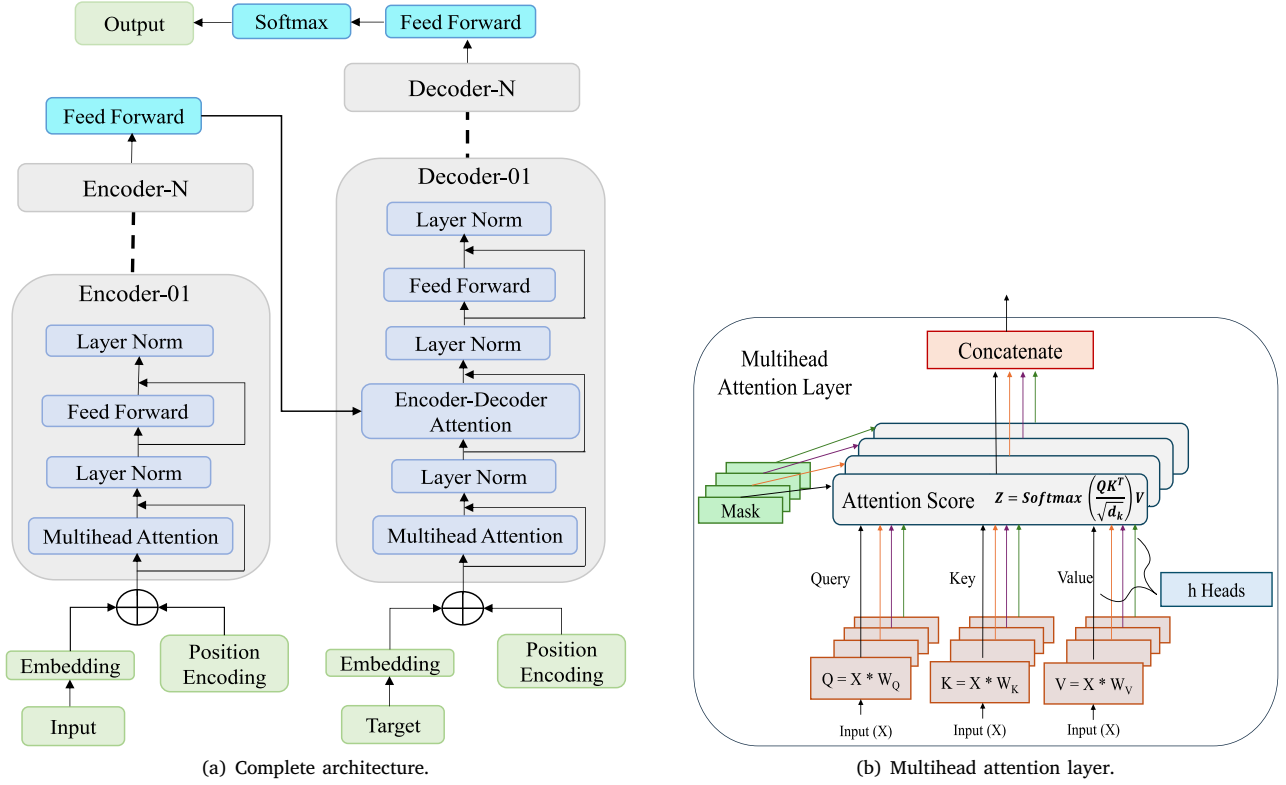 Output
Softmax
Feed Forward
Decoder-N
Feed Forward
Encoder-N
Decoder-01
Layer Norm
Feed Forward
Layer Norm
Encoder-Decoder
Attention
Layer Norm
Multihead Attention
Encoder-01
Layer Norm
Feed Forward
Layer Norm
Multihead Attention
Embedding
Position
Encoding
Input
Embedding
Position
Encoding
Target
(a) Complete architecture.
Multihead
Attention Layer
Concatenate
Mask
Attention Score Z = Softmax (QK^T / √d_k) V
Query
Key
Value
h Heads
Q = X * W_Q
K = X * W_K
V = X * W_V
Input (X)
Input (X)
Input (X)
(b) Multihead attention layer.